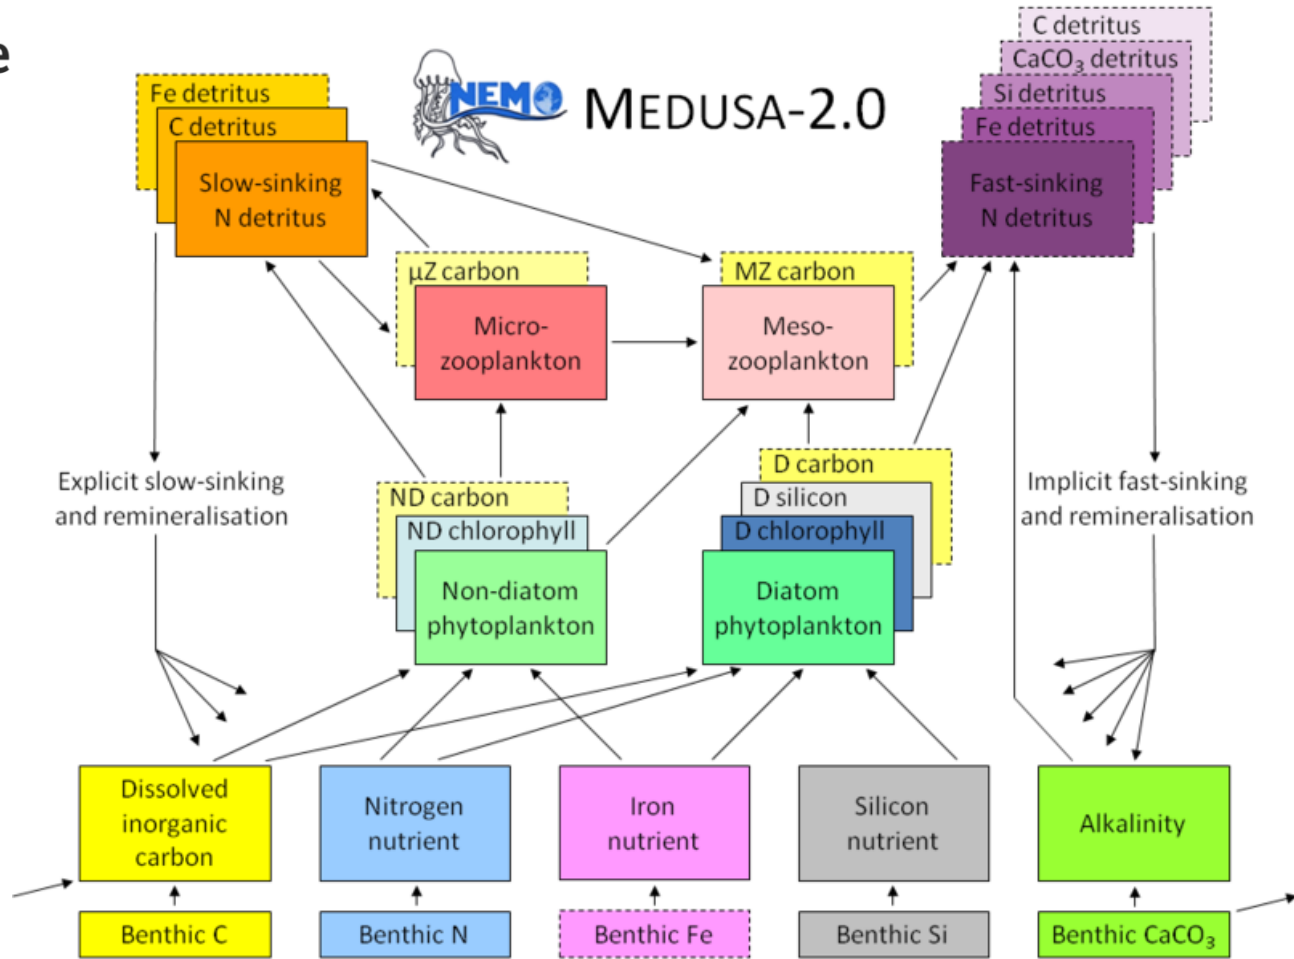 e
C detritus
CaCO₃ detritus
Si detritus
Fe detritus
Fast-sinking
N detritus
NEMO
MEDUSA-2.0
Fe detritus
C detritus
Slow-sinking
N detritus
µZ carbon
Micro-
zooplankton
MZ carbon
Meso-
zooplankton
Explicit slow-sinking
and remineralisation
ND carbon
ND chlorophyll
Non-diatom
phytoplankton
D carbon
D silicon
D chlorophyll
Diatom
phytoplankton
Implicit fast-sinking
and remineralisation
Dissolved
inorganic
carbon
Nitrogen
nutrient
Iron
nutrient
Silicon
nutrient
Alkalinity
Benthic C
Benthic N
Benthic Fe
Benthic Si
Benthic CaCO₃